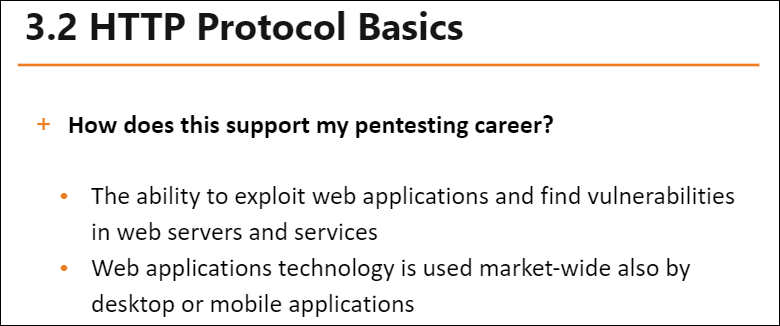 3.2 HTTP Protocol Basics
+ How does this support my pentesting career?
• The ability to exploit web applications and find vulnerabilities
in web servers and services
• Web applications technology is used market-wide also by
desktop or mobile applications